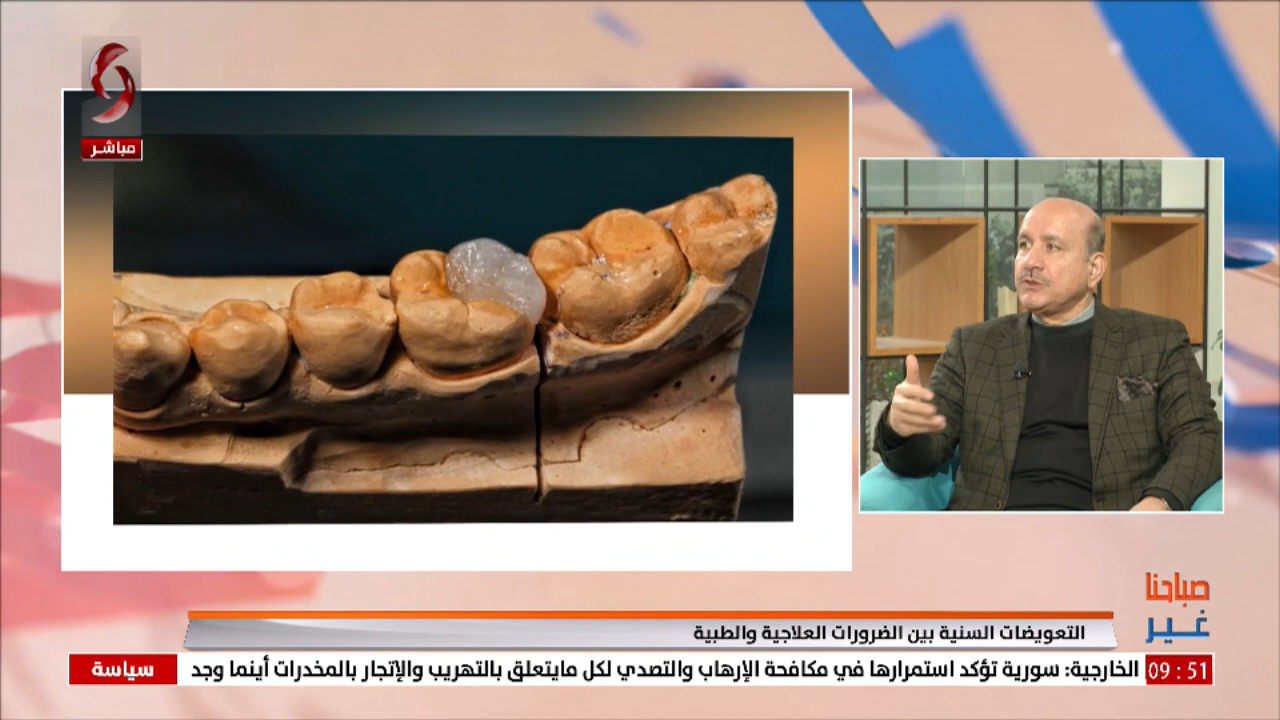 مباشر
صباحنا
غير
التعويضات السنية بين الضرورات العلاجية والطبية
09 : 51 الخارجية: سورية تؤكد استمرارها في مكافحة الإرهاب والتصدي لكل مايتعلق بالتهريب والإتجار بالمخدرات أينما وجد سياسة